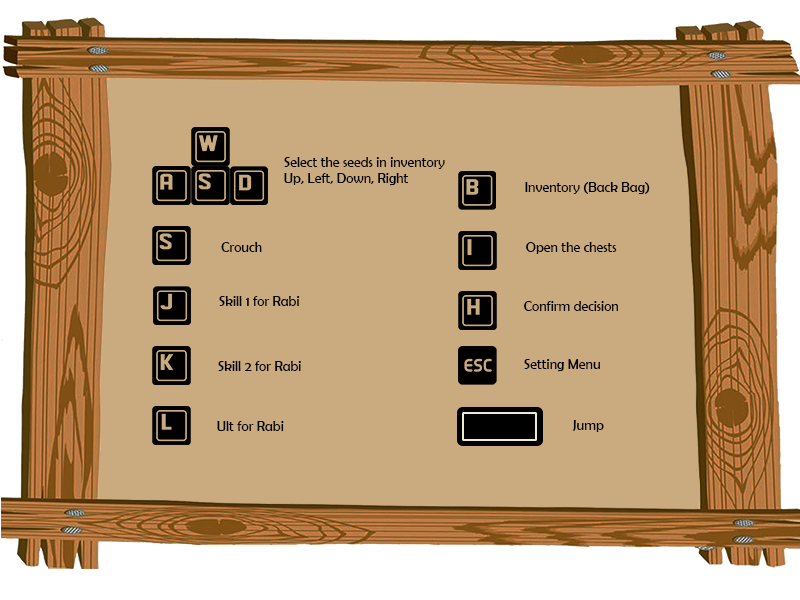 W
A S D
Select the seeds in inventory
Up, Left, Down, Right
S Crouch
J Skill 1 for Rabi
K Skill 2 for Rabi
L Ult for Rabi
B Inventory (Back Bag)
I Open the chests
H Confirm decision
ESC Setting Menu
Jump